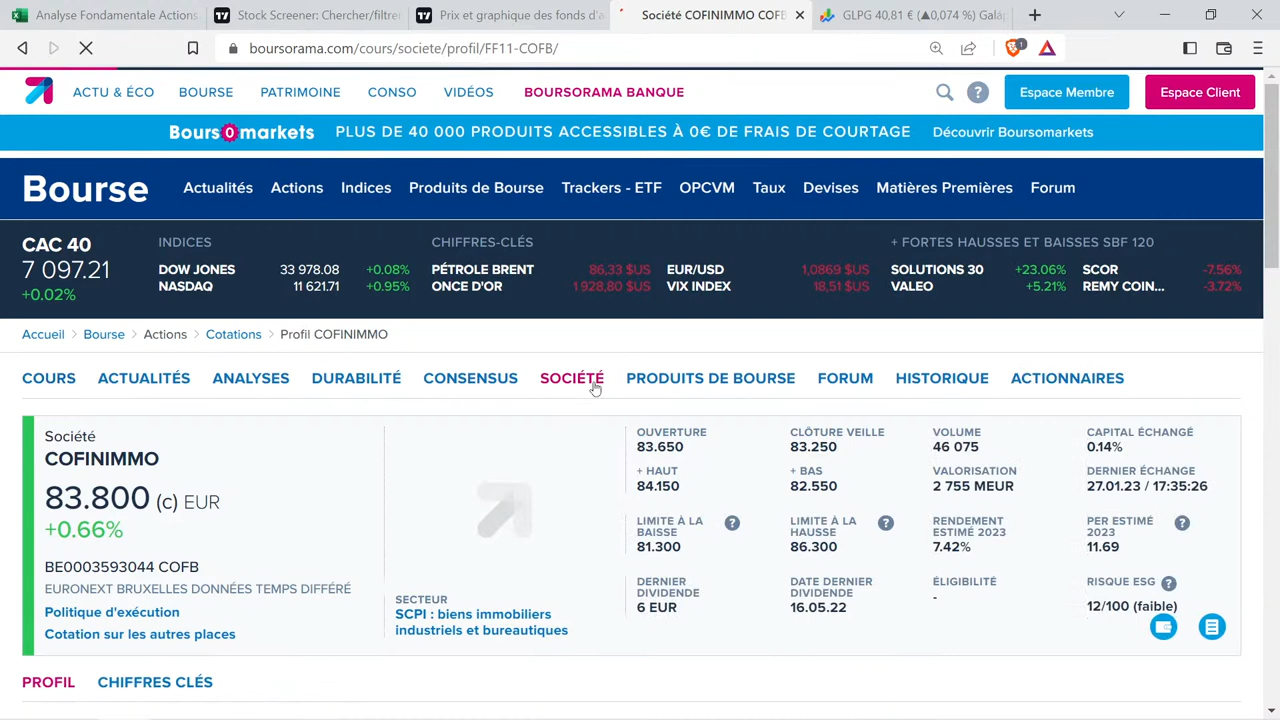 Analyse Fondamentale Actions
Stock Screener: Chercher/filtrer
Prix et graphique des fonds d'a
Société COFINIMMO COFB
GLPG 40,81 € (▲0,074 %) Galáp
boursorama.com/cours/societe/profil/FF11-COFB/
1
ACTU & ÉCO BOURSE PATRIMOINE CONSO VIDÉOS BOURSORAMA BANQUE ? Espace Membre Espace Client
BoursOmarkets PLUS DE 40 000 PRODUITS ACCESSIBLES À 0€ DE FRAIS DE COURTAGE Découvrir Boursomarkets
Bourse Actualités Actions Indices Produits de Bourse Trackers - ETF OPCVM Taux Devises Matières Premières Forum
CAC 40
7 097.21
+0.02%
INDICES
DOW JONES 33 978.08 +0.08%
NASDAQ 11 621.71 +0.95%
CHIFFRES-CLÉS
PÉTROLE BRENT 86,33 $US EUR/USD 1,0869 $US
ONCE D'OR 1 928,80 $US VIX INDEX 18,51 $US
+ FORTES HAUSSES ET BAISSES SBF 120
SOLUTIONS 30 +23.06% SCOR -7.56%
VALEO +5.21% REMY COIN... -3.72%
Accueil > Bourse > Actions > Cotations > Profil COFINIMMO
COURS ACTUALITÉS ANALYSES DURABILITÉ CONSENSUS SOCIÉTÉ PRODUITS DE BOURSE FORUM HISTORIQUE ACTIONNAIRES
Société
COFINIMMO
83.800 (c) EUR
+0.66%
BE0003593044 COFB
EURONEXT BRUXELLES DONNÉES TEMPS DIFFÉRÉ
Politique d'exécution
Cotation sur les autres places
SECTEUR
SCPI : biens immobiliers
industriels et bureautiques
OUVERTURE
83.650
CLÔTURE VEILLE
83.250
VOLUME
46 075
CAPITAL ÉCHANGÉ
0.14%
+ HAUT
84.150
+ BAS
82.550
VALORISATION
2 755 MEUR
DERNIER ÉCHANGE
27.01.23 / 17:35:26
LIMITE À LA
BAISSE ?
81.300
LIMITE À LA
HAUSSE ?
86.300
RENDEMENT
ESTIMÉ 2023
7.42%
PER ESTIMÉ
2023 ?
11.69
DERNIER
DIVIDENDE
6 EUR
DATE DERNIER
DIVIDENDE
16.05.22
ÉLIGIBILITÉ
-
RISQUE ESG ?
12/100 (faible)
PROFIL CHIFFRES CLÉS